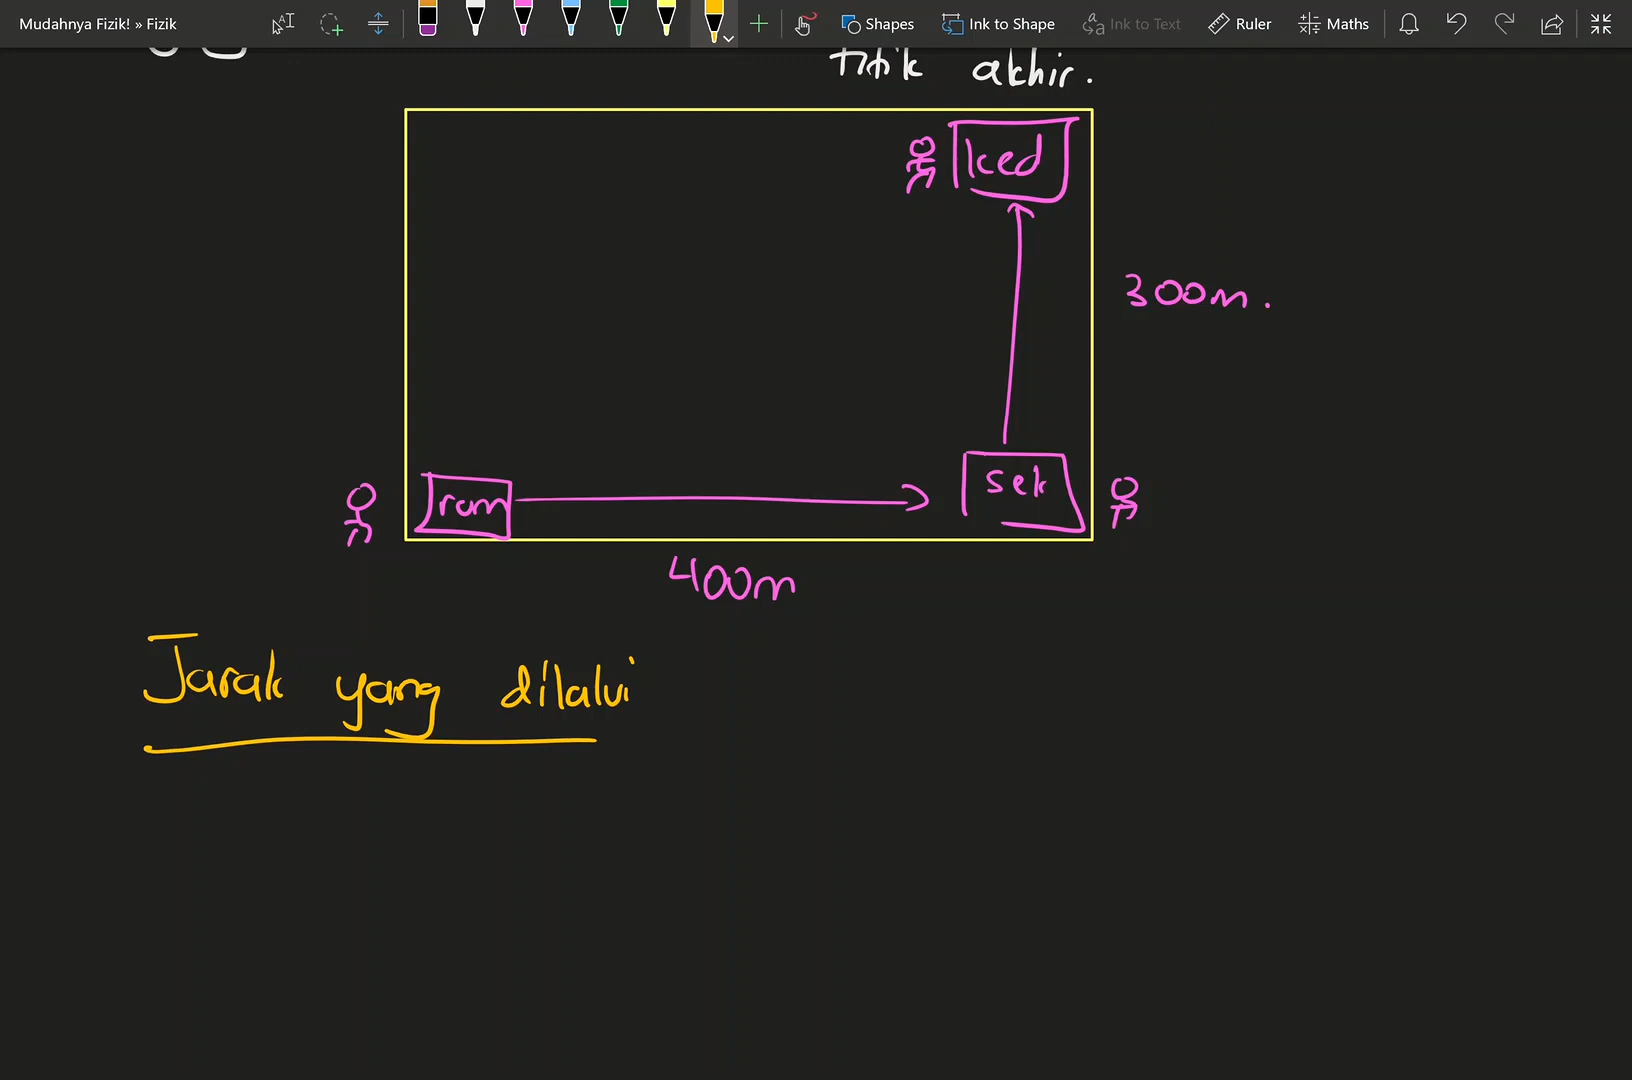 Mudahnya Fizik! » Fizik
Shapes
Ink to Shape
Ink to Text
Ruler
Maths
titik akhir.
ked
300m.
rum
sek
400m
Jarak yang dilalui